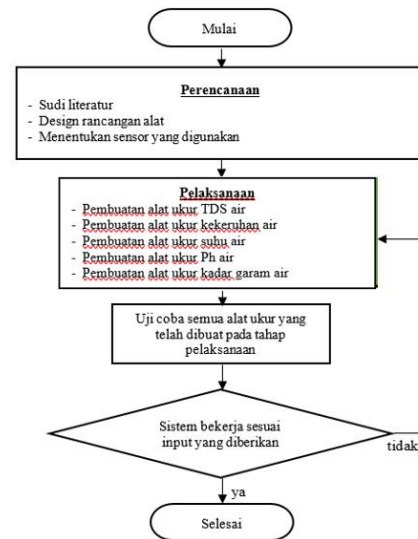 Mulai
Perencanaan
- Sudi literatur
- Design rancangan alat
- Menentukan sensor yang digunakan
Pelaksanaan
- Pembuatan alat ukur TDS air
- Pembuatan alat ukur kekeruhan air
- Pembuatan alat ukur suhu air
- Pembuatan alat ukur Ph air
- Pembuatan alat ukur kadar garam air
Uji coba semua alat ukur yang
telah dibuat pada tahap
pelaksanaan
Sistem bekerja sesuai
input yang diberikan
tidak
ya
Selesai